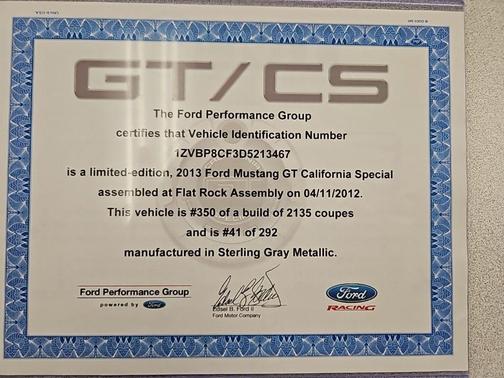 GT/CS
The Ford Performance Group
certifies that Vehicle Identification Number
1ZVBP8CF3D5213467
is a limited-edition, 2013 Ford Mustang GT California Special
assembled at Flat Rock Assembly on 04/11/2012.
This vehicle is #350 of a build of 2135 coupes
and is #41 of 292
manufactured in Sterling Gray Metallic.
Ford Performance Group
powered by Ford
Edsel B. Ford II
Ford Motor Company
Ford
RACING